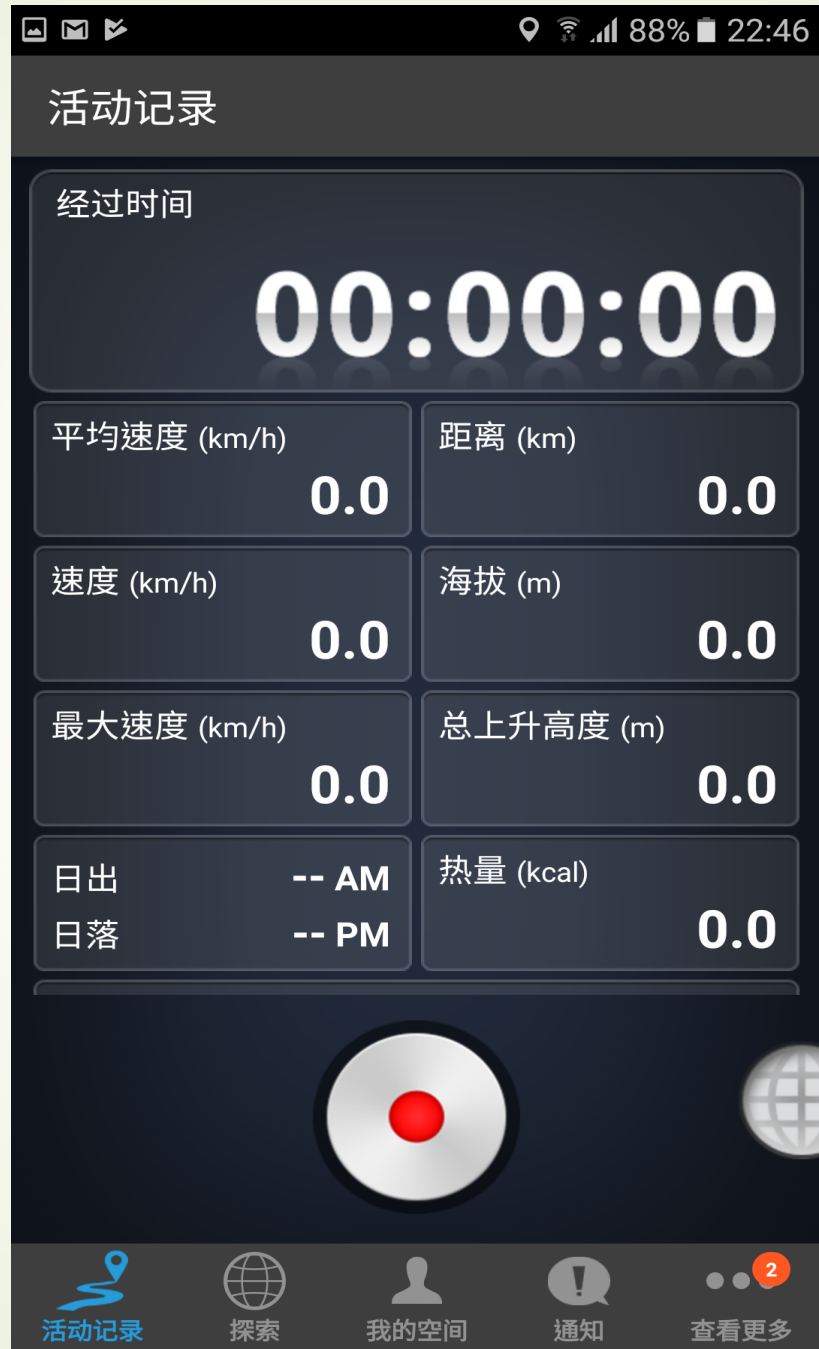 88% 22:46
活动记录
经过时间
00:00:00
平均速度 (km/h)
0.0
距离 (km)
0.0
速度 (km/h)
0.0
海拔 (m)
0.0
最大速度 (km/h)
0.0
总上升高度 (m)
0.0
日出 -- AM
日落 -- PM
热量 (kcal)
0.0
2
活动记录 探索 我的空间 通知 查看更多